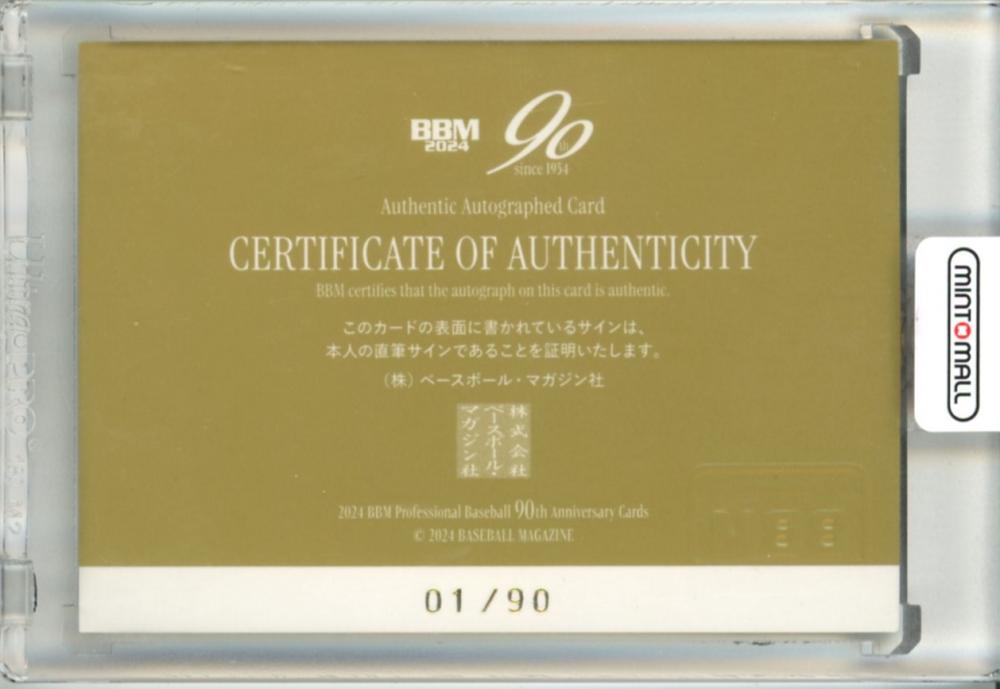 BBM
2024
90th
since 1934
Authentic Autographed Card
CERTIFICATE OF AUTHENTICITY
BBM certifies that the autograph on this card is authentic.
このカードの表面に書かれているサインは、
本人の直筆サインであることを証明いたします。
（株）ベースボール・マガジン社
株式会社
ベースボール・
マガジン社
2024 BBM Professional Baseball 90th Anniversary Cards
© 2024 BASEBALL MAGAZINE
BBM
01/90
MINT MALL